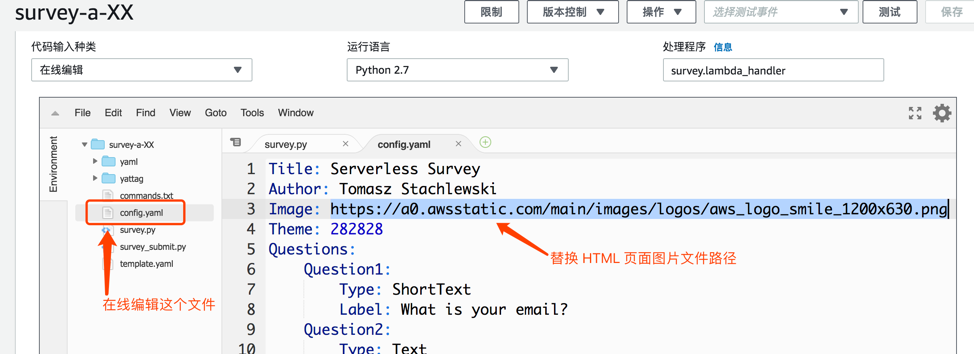 survey-a-XX
限制
版本控制
操作
选择测试事件
测试
保存
代码输入种类
运行语言
处理程序 信息
在线编辑
Python 2.7
survey.lambda_handler
File Edit Find View Goto Tools Window
Environment
survey-a-XX
yaml
yattag
commands.txt
config.yaml
survey.py
survey_submit.py
template.yaml
在线编辑这个文件
survey.py
config.yaml
1 Title: Serverless Survey
2 Author: Tomasz Stachlewski
3 Image: https://a0.awsstatic.com/main/images/logos/aws_logo_smile_1200x630.png
4 Theme: 282828
5 Questions:
6 Question1:
7 Type: ShortText
8 Label: What is your email?
9 Question2:
10 Type: Text
替换 HTML 页面图片文件路径